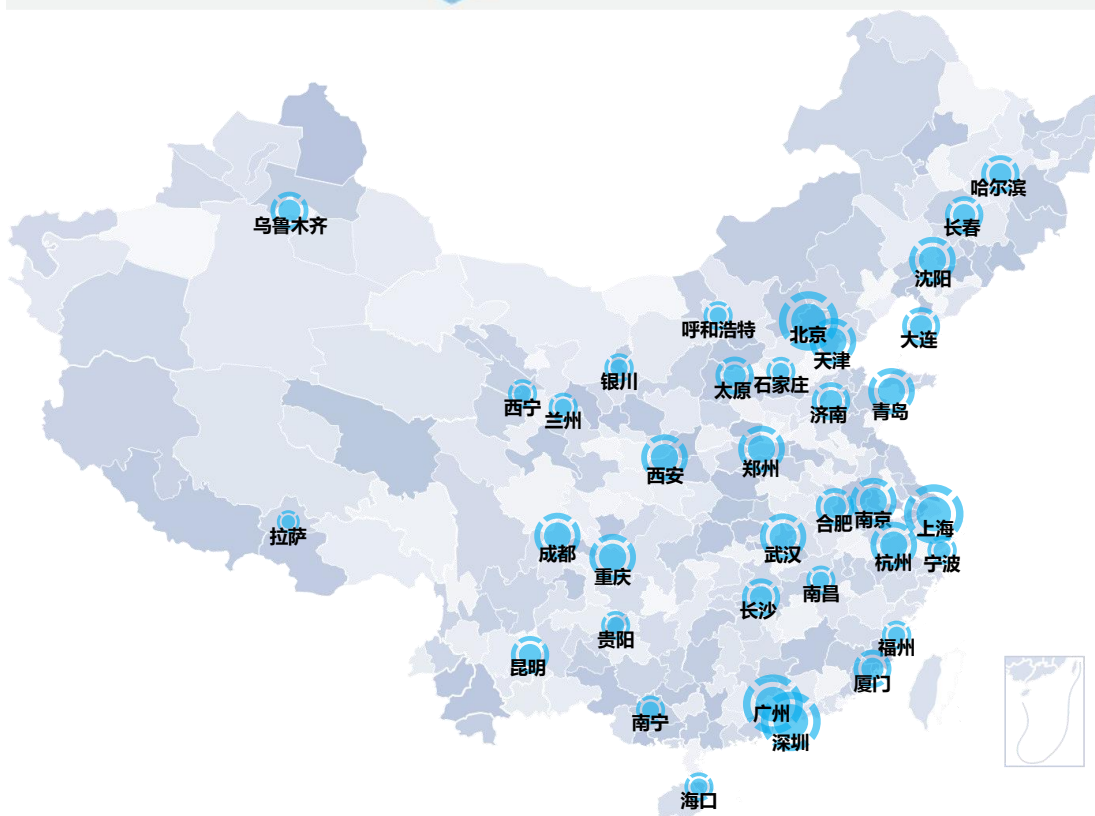 哈尔滨
乌鲁木齐
长春
沈阳
呼和浩特
北京
大连
天津
银川
太原
石家庄
西宁
兰州
济南
青岛
西安
郑州
拉萨
合肥
南京
上海
成都
武汉
杭州
宁波
重庆
南昌
长沙
贵阳
福州
昆明
厦门
南宁
广州
深圳
海口